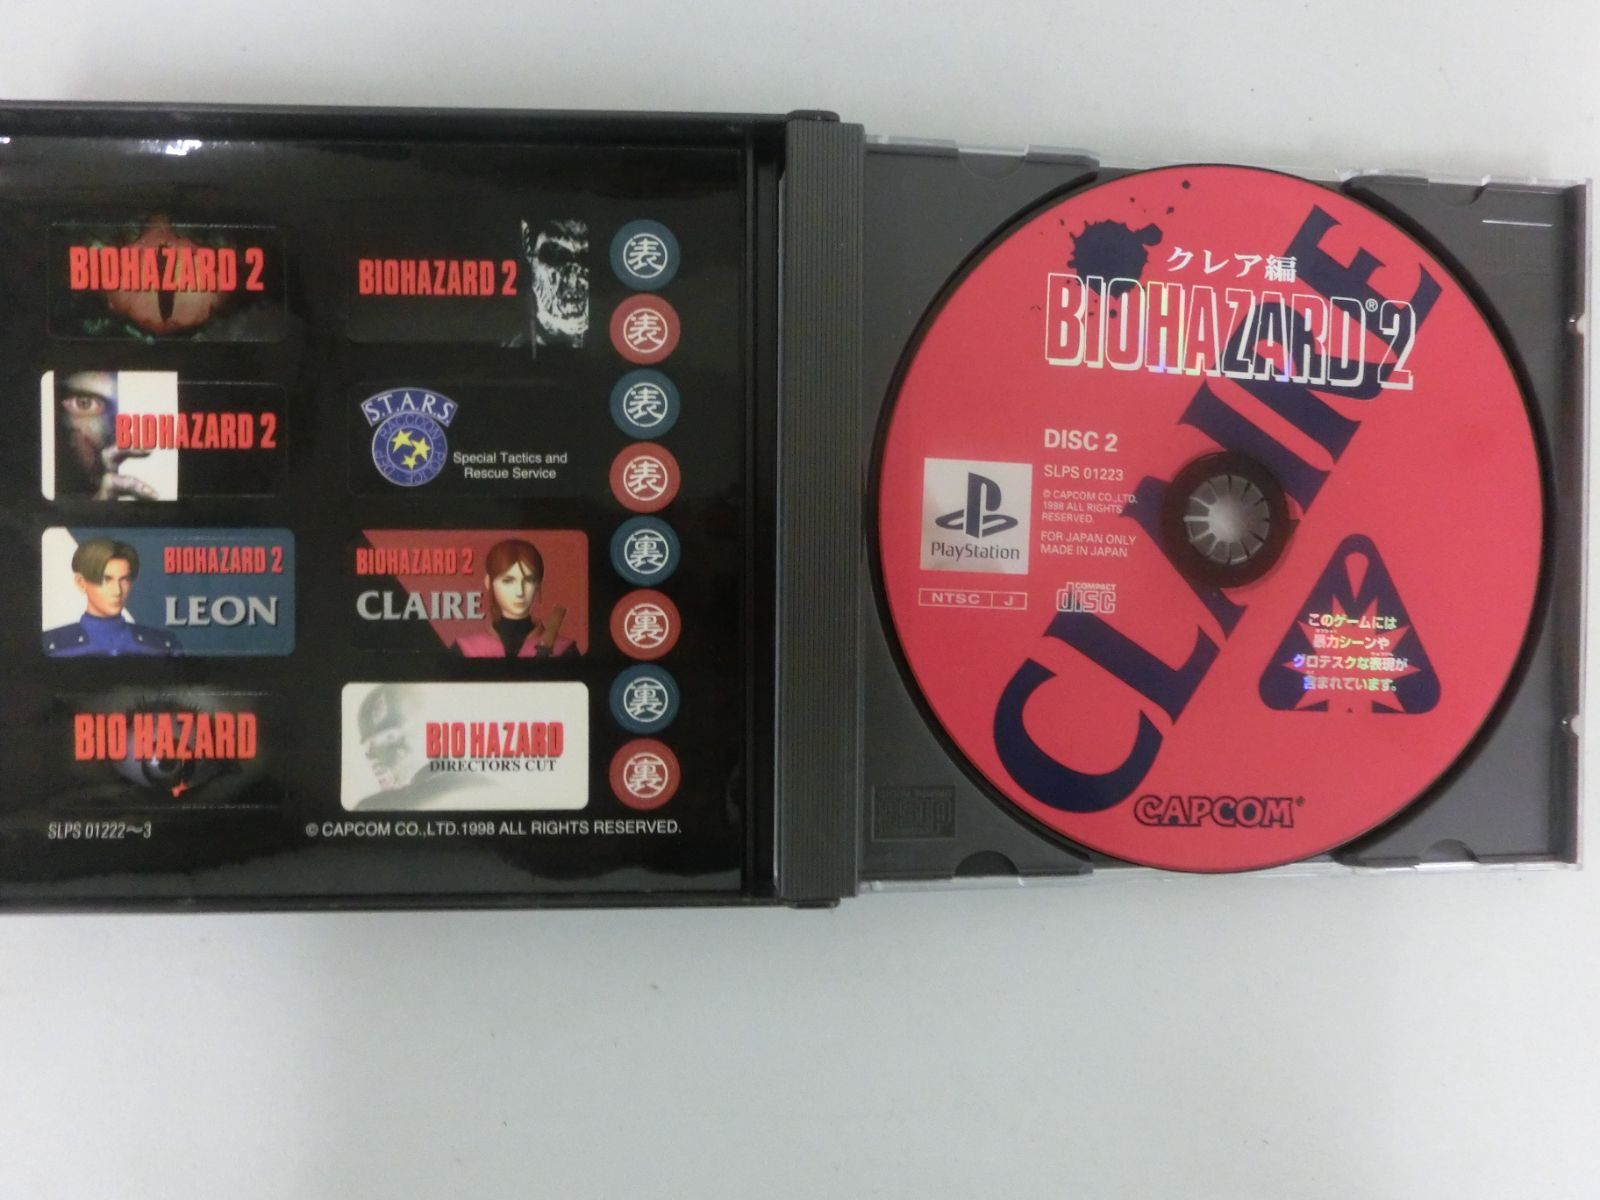 BIOHAZARD 2
BIOHAZARD 2
表
表
BIOHAZARD 2
S.T.A.R.S.
RACCOON
POLICE DEP.
Special Tactics and
Rescue Service
表
表
BIOHAZARD 2
LEON
BIOHAZARD 2
CLAIRE
裏
裏
BIO HAZARD
BIO HAZARD
DIRECTOR'S CUT
裏
裏
SLPS 01222～3
© CAPCOM CO.,LTD.1998 ALL RIGHTS RESERVED.
クレア編
BIOHAZARD® 2
CLAIRE
DISC 2
SLPS 01223
© CAPCOM CO.,LTD.
1998 ALL RIGHTS
RESERVED.
FOR JAPAN ONLY
MADE IN JAPAN
PlayStation
NTSC J
COMPACT
disc
このゲームには
暴力シーンや
グロテスクな表現が
含まれています。
CAPCOM®